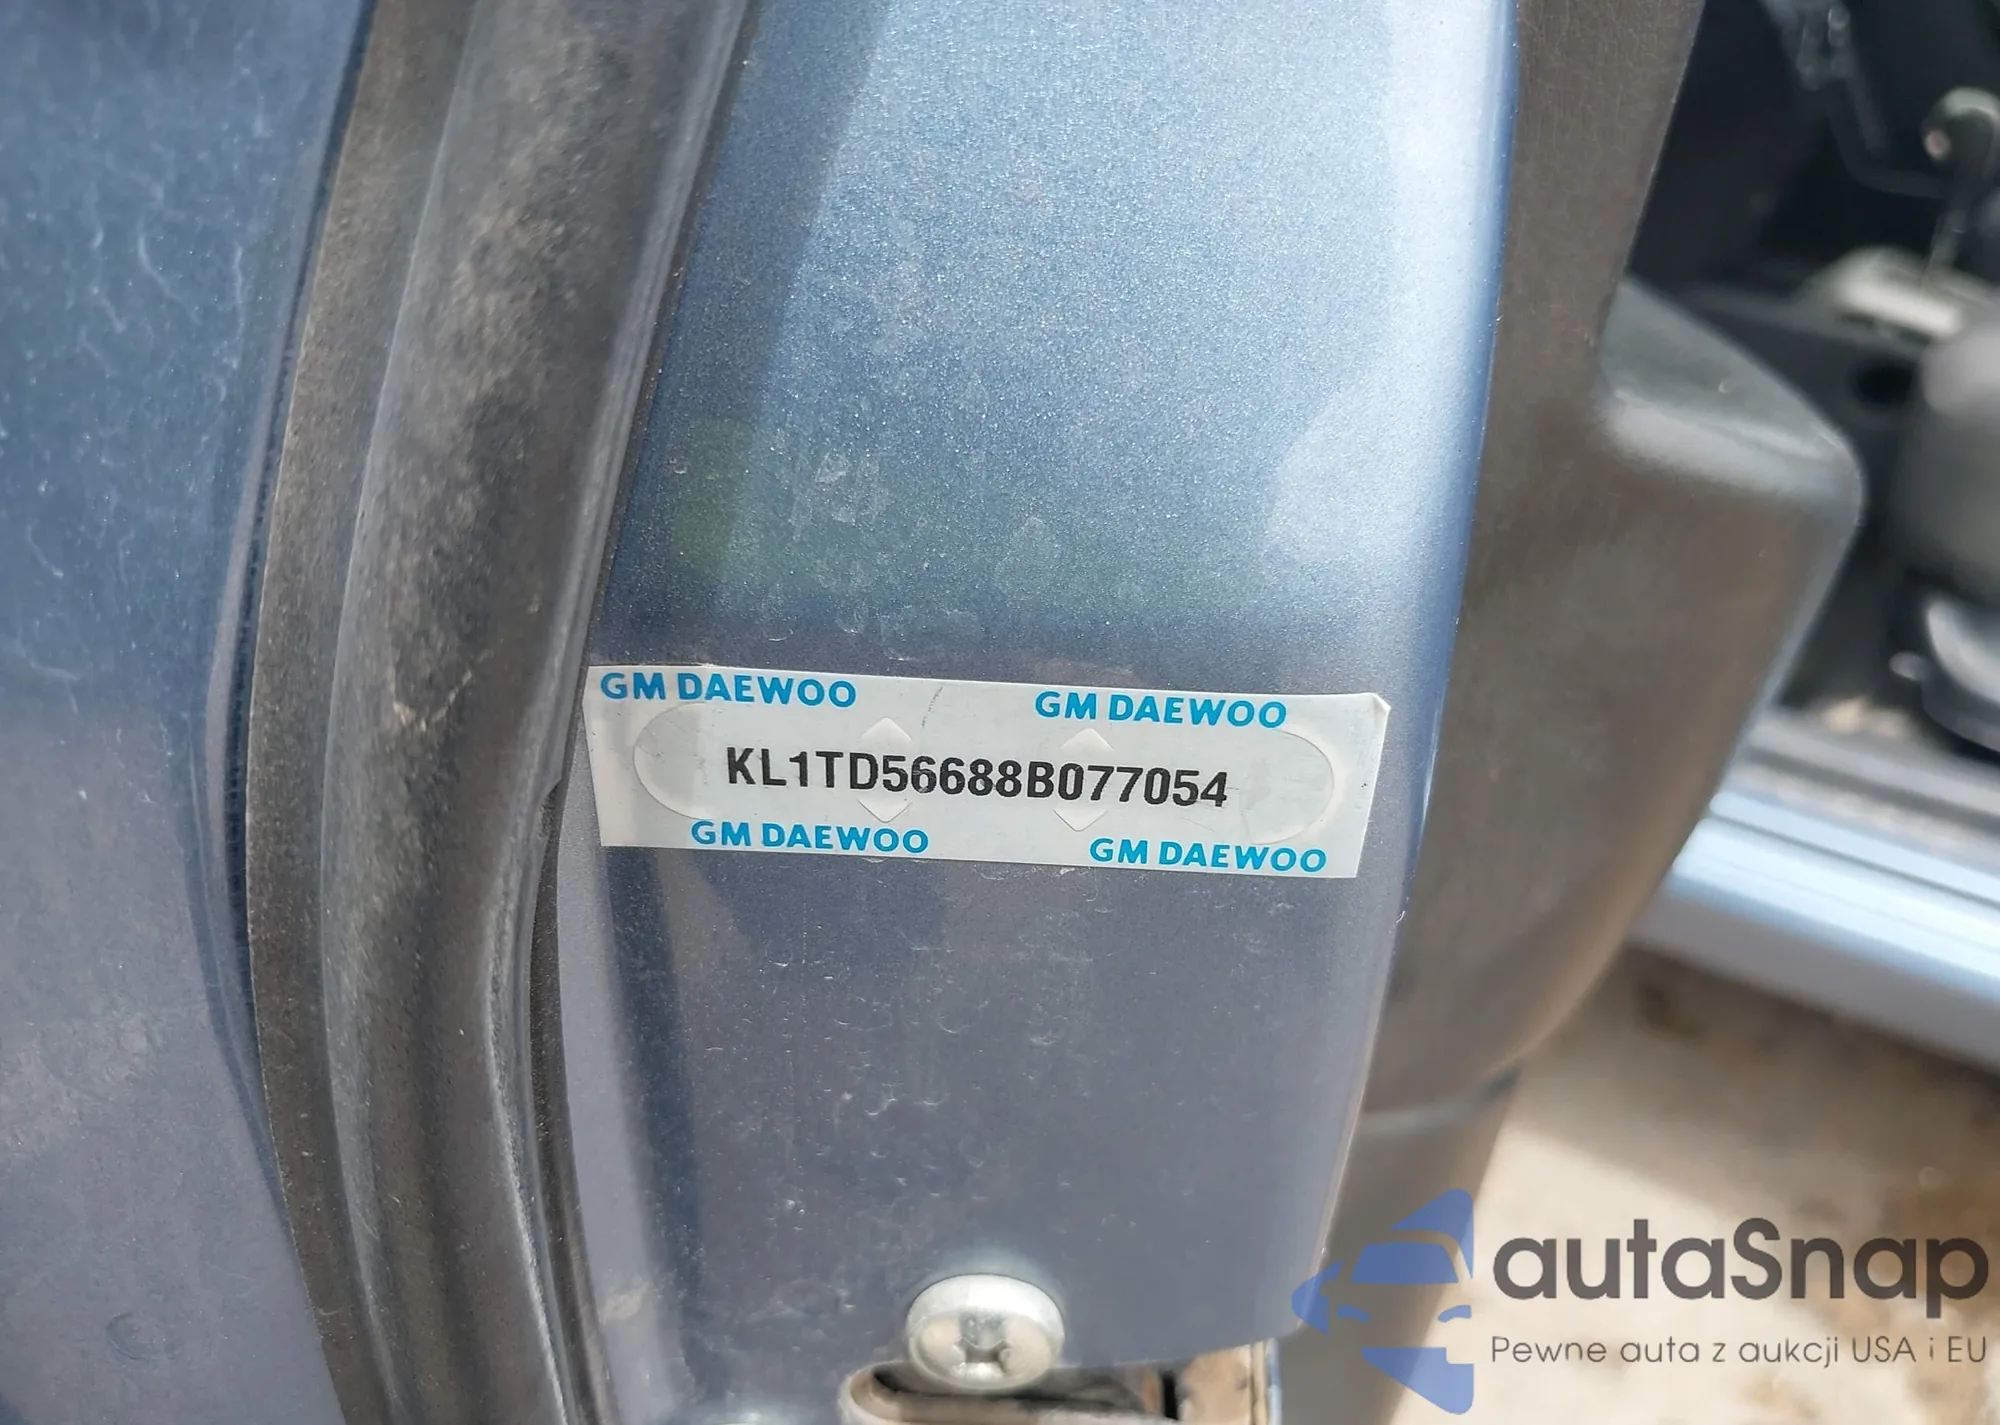 GM DAEWOO GM DAEWOO
KL1TD56688B077054
GM DAEWOO GM DAEWOO
autaSnap
Pewne auta z aukcji USA i EU